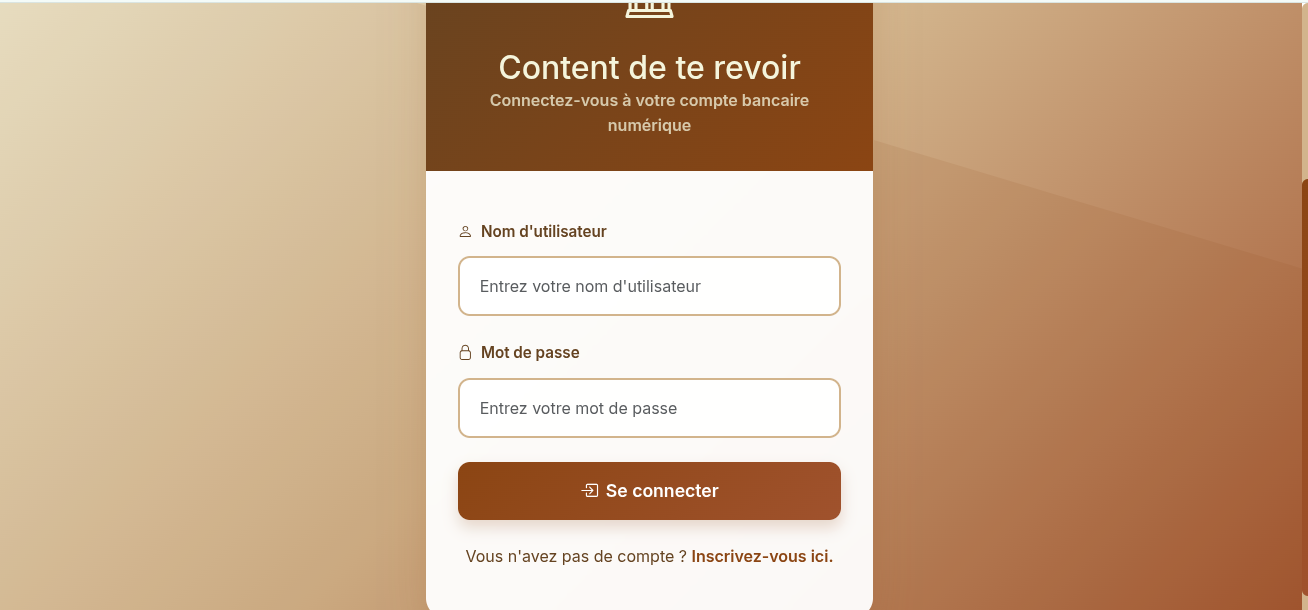 Content de te revoir
Connectez-vous à votre compte bancaire
numérique
Nom d'utilisateur
Entrez votre nom d'utilisateur
Mot de passe
Entrez votre mot de passe
Se connecter
Vous n'avez pas de compte ? Inscrivez-vous ici.